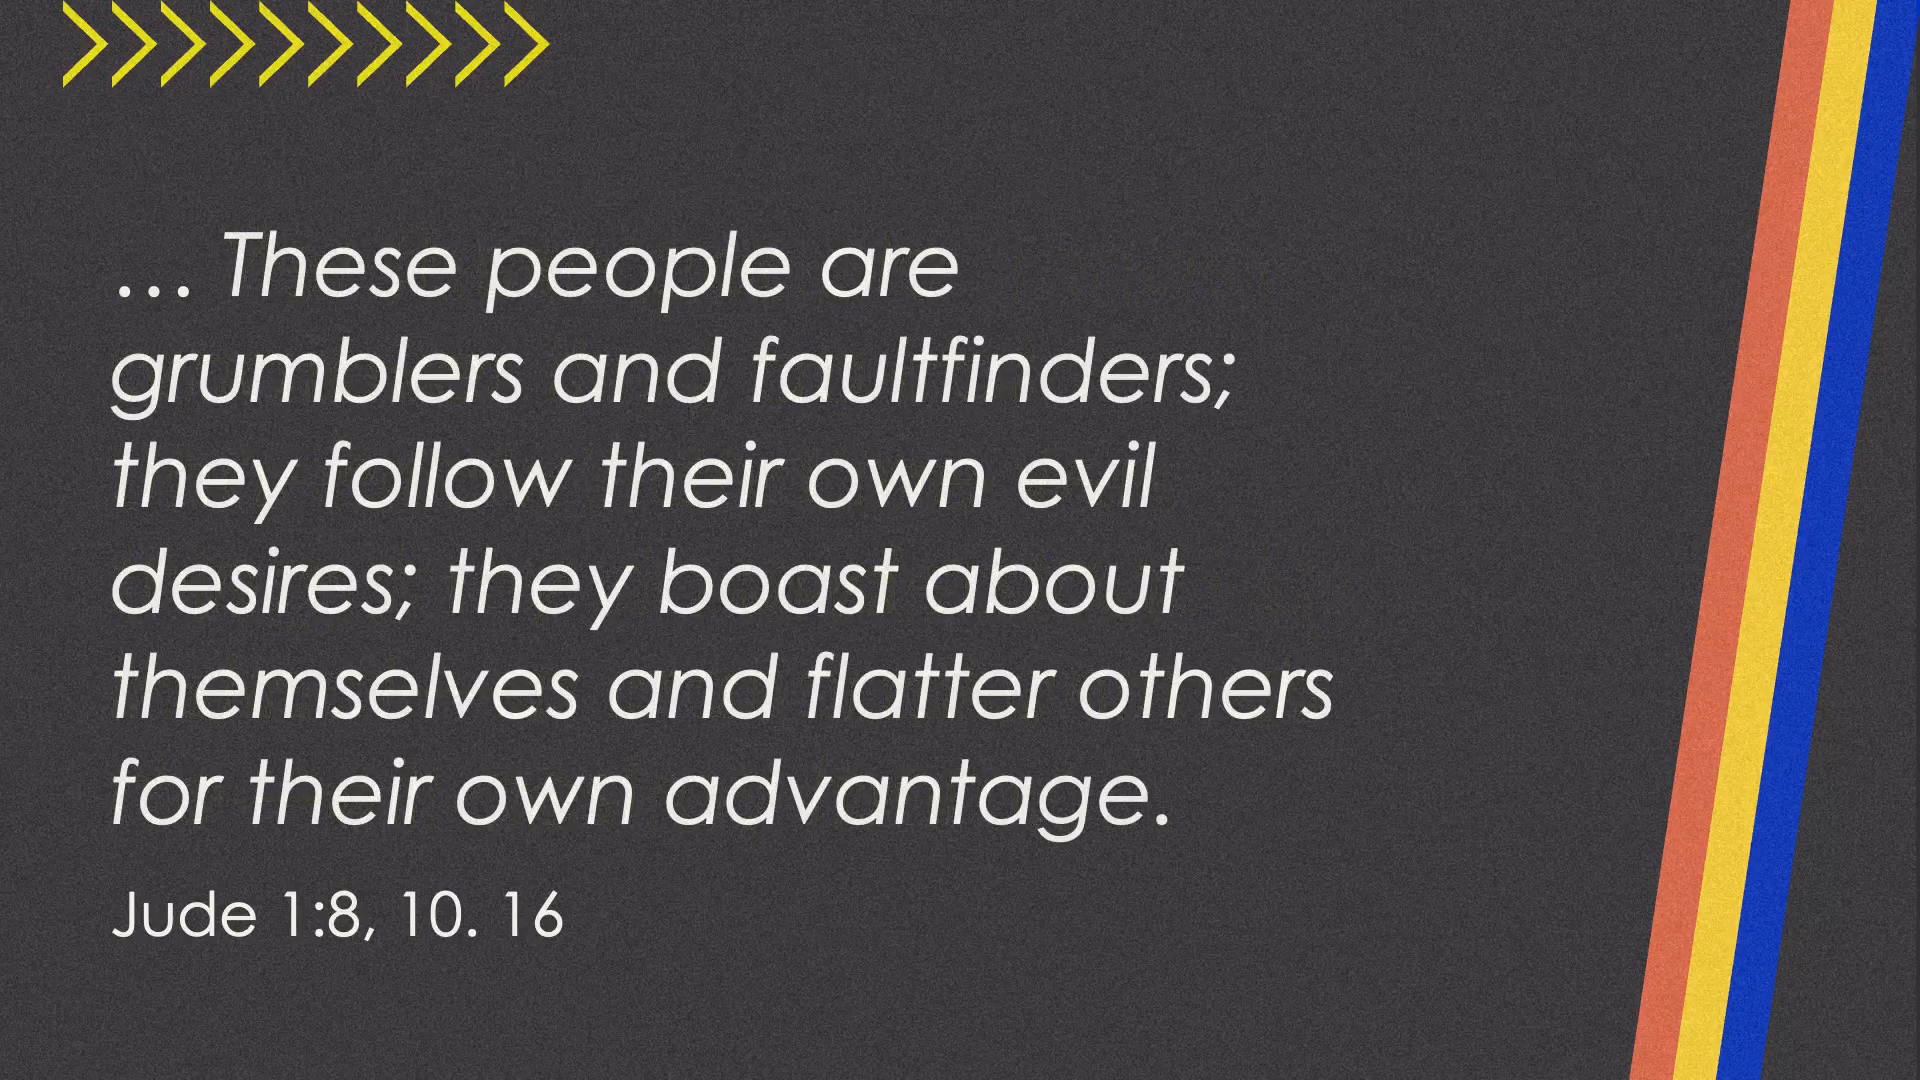 … These people are
grumblers and faultfinders;
they follow their own evil
desires; they boast about
themselves and flatter others
for their own advantage.
Jude 1:8, 10. 16